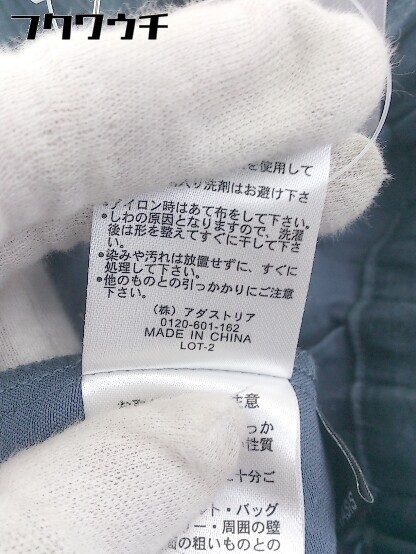 フクワウチ
を使用して
入り洗剤はお避け下さ
●アイロン時はあて布をして下さい。
●しわの原因となりますので、洗濯
後は形を整えてすぐに干して下さ
い。
●染みや汚れは放置せずに、すぐに
処理して下さい。
●他のものとの引っかかりにご注意
下さい。
(株) アダストリア
0120-601-162
MADE IN CHINA
LOT-2
意
っか
性質
十分ご
ット・バッグ
ー・周囲の壁
の粗いものとの